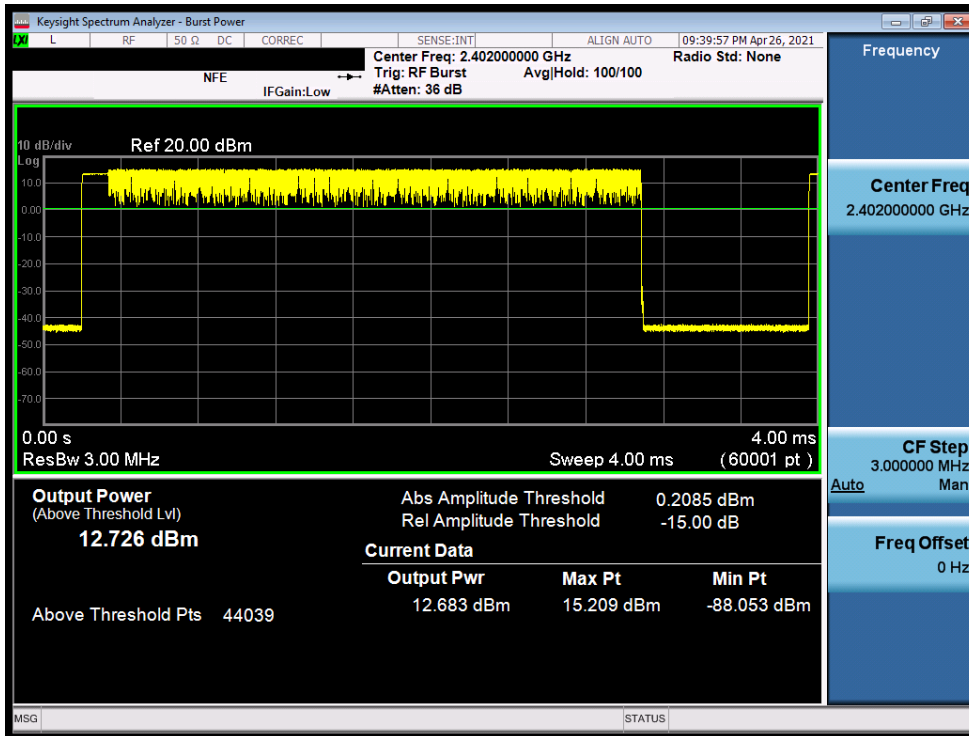 Keysight Spectrum Analyzer - Burst Power
LXI L RF 50 Ω DC CORREC SENSE:INT ALIGN AUTO 09:39:57 PM Apr 26, 2021
Center Freq: 2.402000000 GHz Radio Std: None
NFE Trig: RF Burst Avg|Hold: 100/100
IFGain:Low #Atten: 36 dB
10 dB/div Ref 20.00 dBm
Log
10.0
0.00
-10.0
-20.0
-30.0
-40.0
-50.0
-60.0
-70.0
0.00 s 4.00 ms
ResBw 3.00 MHz Sweep 4.00 ms (60001 pt )
Output Power
(Above Threshold Lvl)
12.726 dBm
Above Threshold Pts 44039
Abs Amplitude Threshold 0.2085 dBm
Rel Amplitude Threshold -15.00 dB
Current Data
Output Pwr Max Pt Min Pt
12.683 dBm 15.209 dBm -88.053 dBm
Frequency
Center Freq
2.402000000 GHz
CF Step
3.000000 MHz
Auto Man
Freq Offset
0 Hz
MSG STATUS